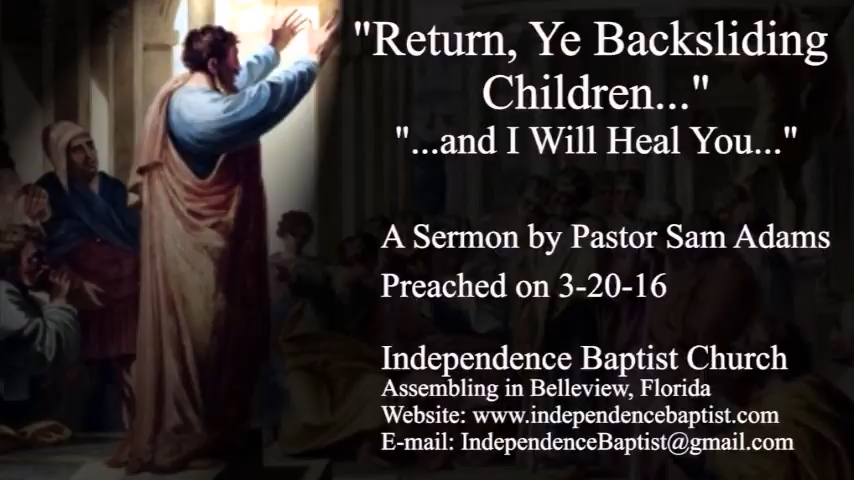 "Return, Ye Backsliding
Children..."
"...and I Will Heal You..."
A Sermon by Pastor Sam Adams
Preached on 3-20-16
Independence Baptist Church
Assembling in Belleview, Florida
Website: www.independencebaptist.com
E-mail: IndependenceBaptist@gmail.com